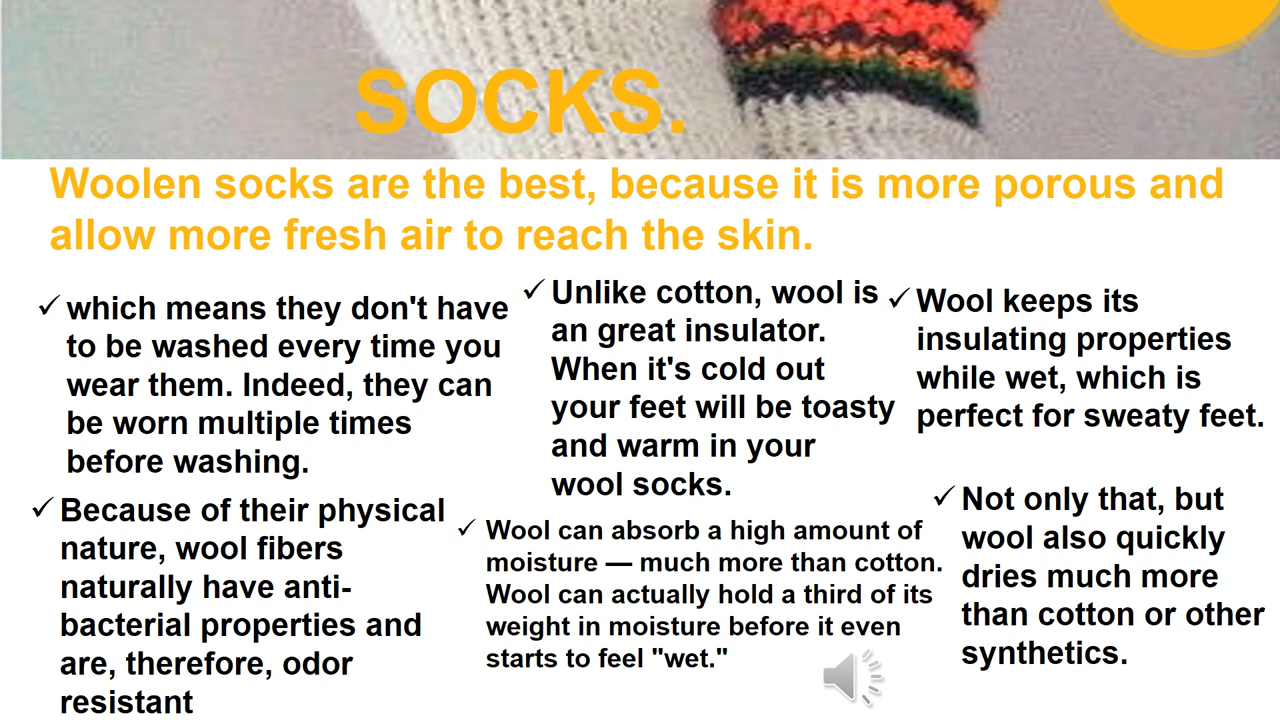 SOCKS.
Woolen socks are the best, because it is more porous and
allow more fresh air to reach the skin.
✓ which means they don't have
to be washed every time you
wear them. Indeed, they can
be worn multiple times
before washing.
✓ Because of their physical
nature, wool fibers
naturally have anti-
bacterial properties and
are, therefore, odor
resistant
✓ Unlike cotton, wool is
an great insulator.
When it's cold out
your feet will be toasty
and warm in your
wool socks.
✓ Wool can absorb a high amount of
moisture — much more than cotton.
Wool can actually hold a third of its
weight in moisture before it even
starts to feel "wet."
✓ Wool keeps its
insulating properties
while wet, which is
perfect for sweaty feet.
✓ Not only that, but
wool also quickly
dries much more
than cotton or other
synthetics.